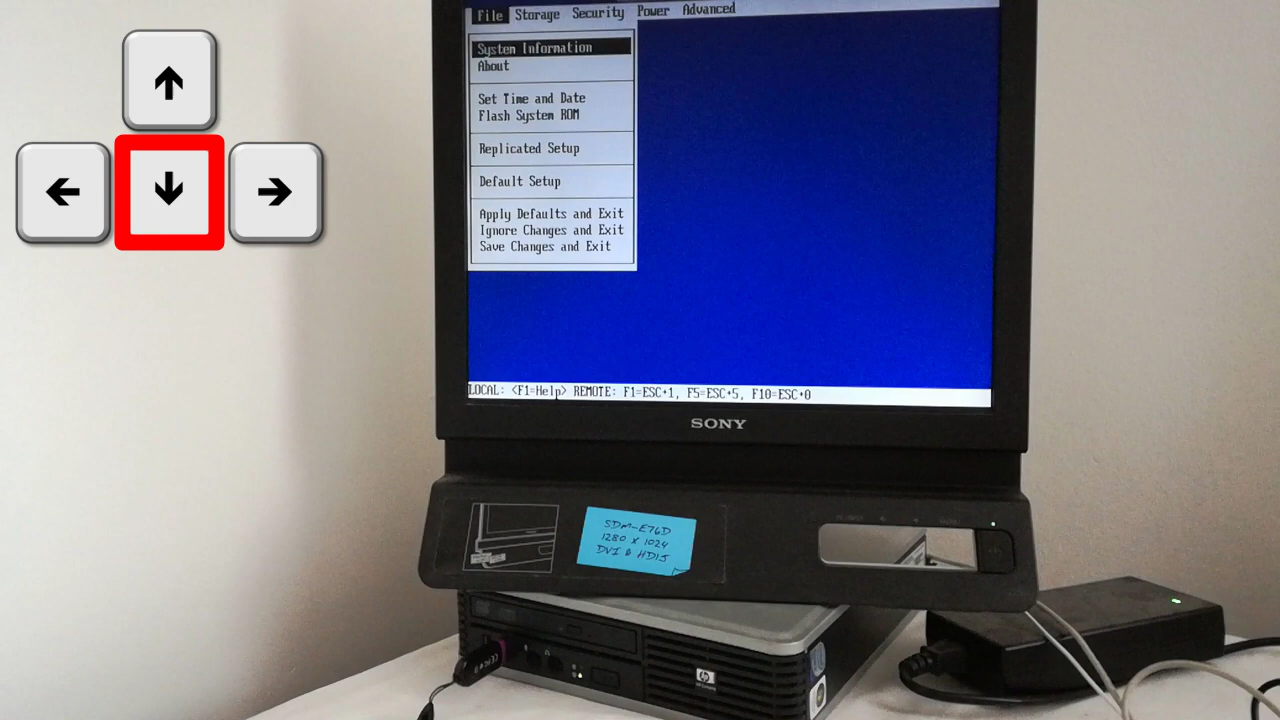 File Storage Security Power Advanced
System Information
About
Set Time and Date
Flash System ROM
Replicated Setup
Default Setup
Apply Defaults and Exit
Ignore Changes and Exit
Save Changes and Exit
LOCAL: <F1=Help> REMOTE: F1=ESC+1, F5=ESC+5, F10=ESC+0
SONY
SDM-E76D
1280 X 1024
DVI & HD15
hp